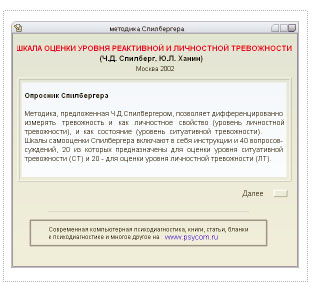 методика Спилбергера
ШКАЛА ОЦЕНКИ УРОВНЯ РЕАКТИВНОЙ И ЛИЧНОСТНОЙ ТРЕВОЖНОСТИ
(Ч.Д. Спилберг, Ю.Л. Ханин)
Москва 2002
Опросник Спилбергера
Методика, предложенная Ч.Д.Спилбергером, позволяет дифференцированно
измерять тревожность и как личностное свойство (уровень личностной
тревожности), и как состояние (уровень ситуативной тревожности).
Шкалы самооценки Спилбергера включают в себя инструкции и 40 вопросов-
суждений, 20 из которых предназначены для оценки уровня ситуативной
тревожности (СТ) и 20 - для оценки уровня личностной тревожности (ЛТ).
Далее
Современная компьютерная психодиагностика, книги, статьи, бланки
к психодиагностике и многое другое на www.psycom.ru